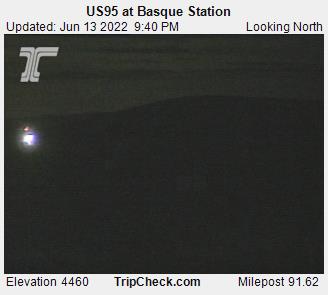 US95 at Basque Station
Updated: Jun 13 2022 9:40 PM Looking North
Elevation 4460 TripCheck.com Milepost 91.62